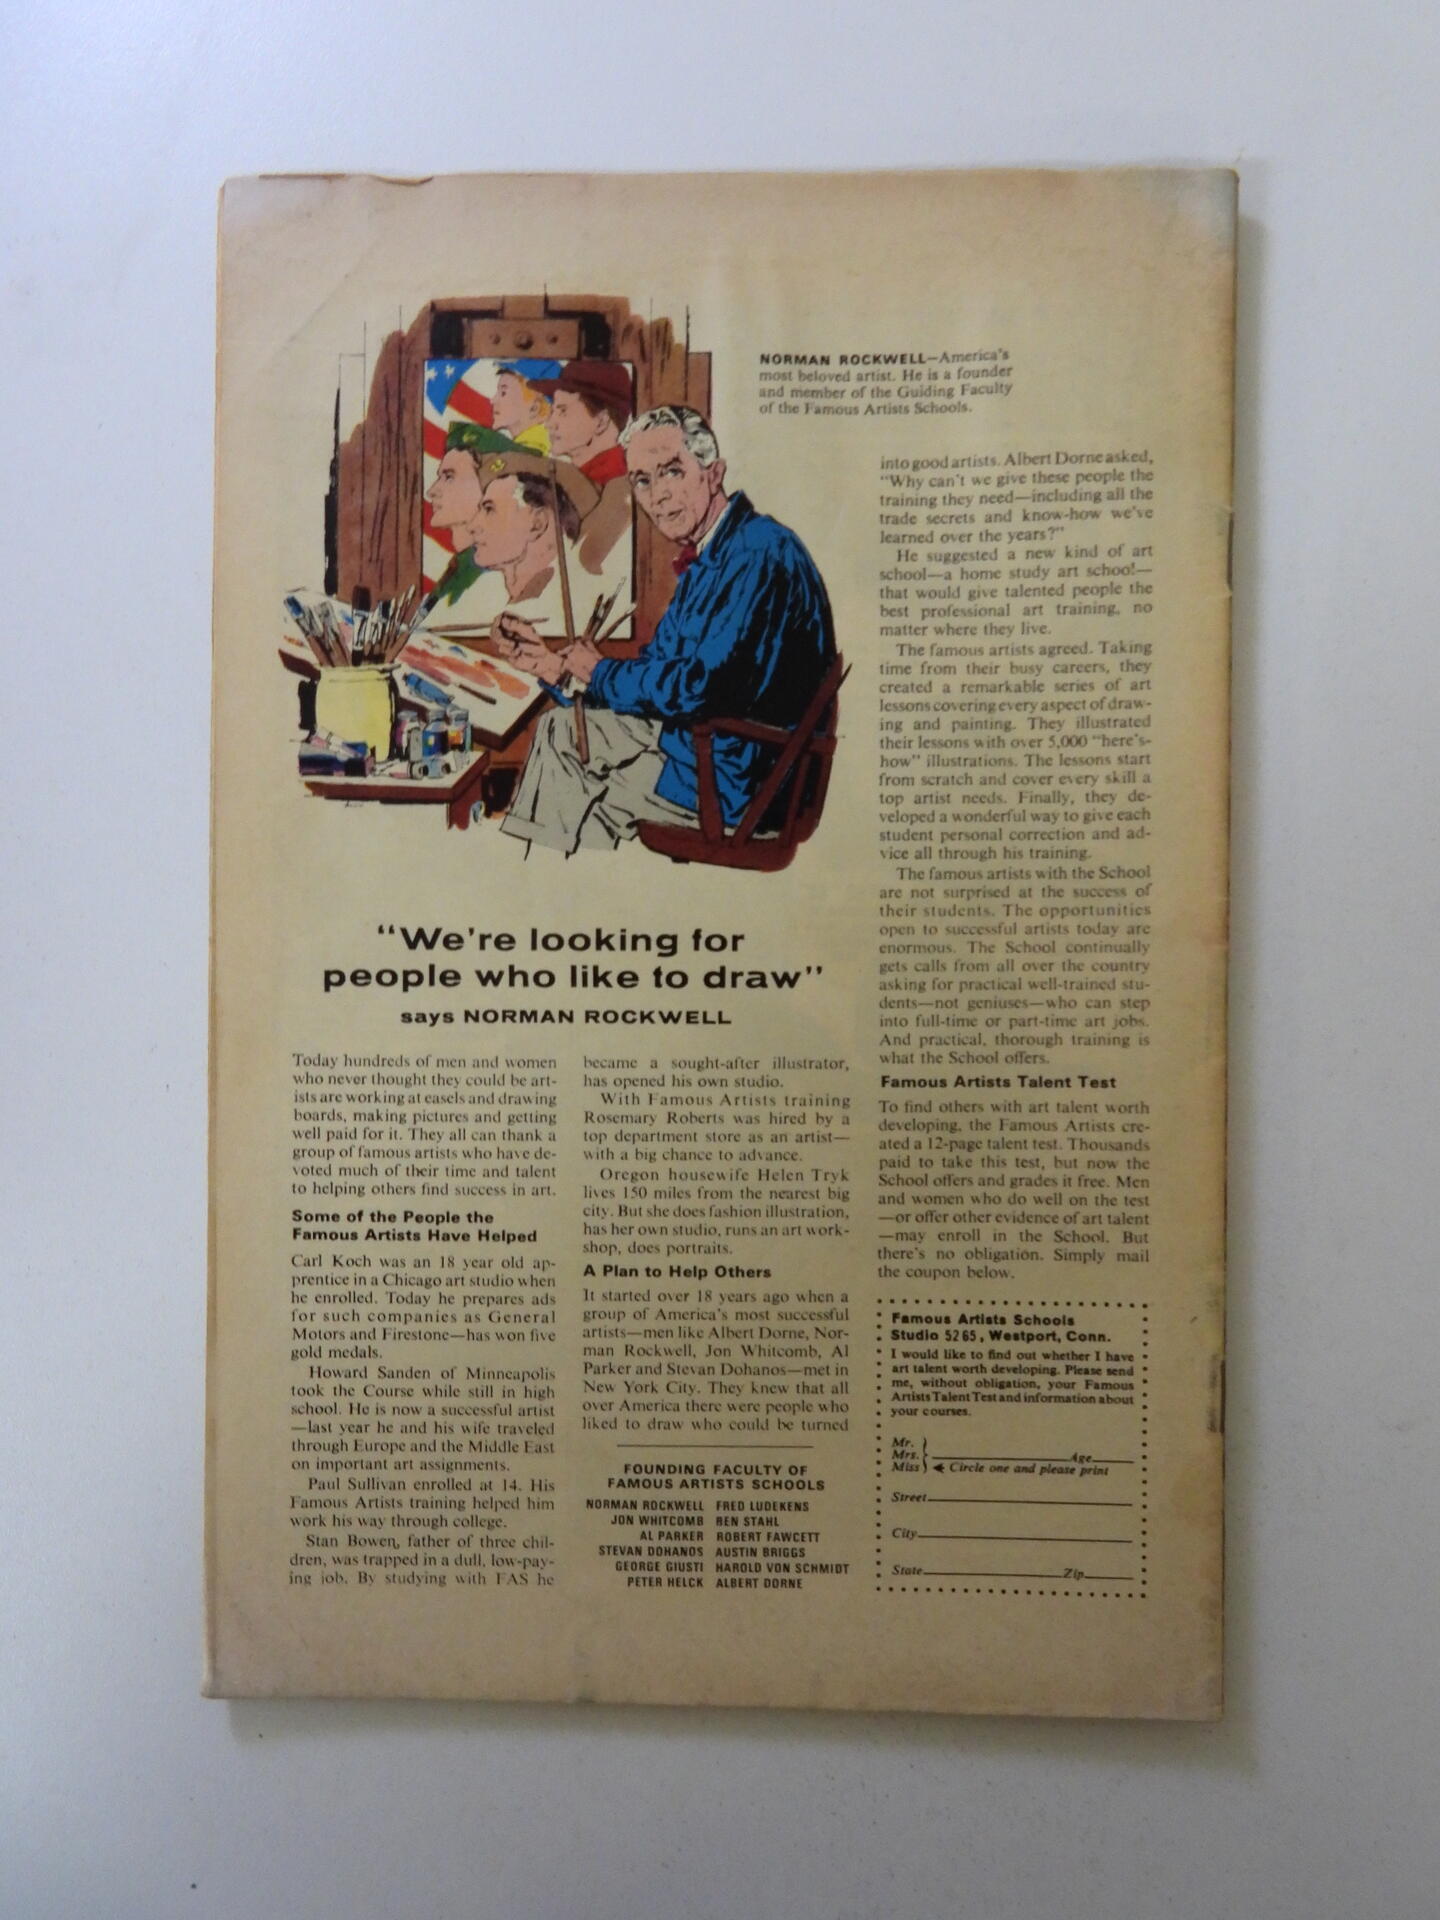 NORMAN ROCKWELL—America's
most beloved artist. He is a founder
and member of the Guiding Faculty
of the Famous Artists Schools.
"We're looking for
people who like to draw"
says NORMAN ROCKWELL
Today hundreds of men and women
who never thought they could be art-
ists are working at easels and drawing
boards, making pictures and getting
well paid for it. They all can thank a
group of famous artists who have de-
voted much of their time and talent
to helping others find success in art.
Some of the People the
Famous Artists Have Helped
Carl Koch was an 18 year old ap-
prentice in a Chicago art studio when
he enrolled. Today he prepares ads
for such companies as General
Motors and Firestone—has won five
gold medals.
Howard Sanden of Minneapolis
took the Course while still in high
school. He is now a successful artist
—last year he and his wife traveled
through Europe and the Middle East
on important art assignments.
Paul Sullivan enrolled at 14. His
Famous Artists training helped him
work his way through college.
Stan Bowen, father of three chil-
dren, was trapped in a dull, low-pay-
ing job. By studying with FAS he
became a sought-after illustrator,
has opened his own studio.
With Famous Artists training
Rosemary Roberts was hired by a
top department store as an artist—
with a big chance to advance.
Oregon housewife Helen Tryk
lives 150 miles from the nearest big
city. But she does fashion illustration,
has her own studio, runs an art work-
shop, does portraits.
A Plan to Help Others
It started over 18 years ago when a
group of America's most successful
artists—men like Albert Dorne, Nor-
man Rockwell, Jon Whitcomb, Al
Parker and Stevan Dohanos—met in
New York City. They knew that all
over America there were people who
liked to draw who could be turned
FOUNDING FACULTY OF
FAMOUS ARTISTS SCHOOLS
NORMAN ROCKWELL FRED LUDEKENS
JON WHITCOMB BEN STAHL
AL PARKER ROBERT FAWCETT
STEVAN DOHANOS AUSTIN BRIGGS
GEORGE GIUSTI HAROLD VON SCHMIDT
PETER HELCK ALBERT DORNE
into good artists. Albert Dorne asked,
"Why can't we give these people the
training they need—including all the
trade secrets and know-how we've
learned over the years?"
He suggested a new kind of art
school—a home study art school—
that would give talented people the
best professional art training, no
matter where they live.
The famous artists agreed. Taking
time from their busy careers, they
created a remarkable series of art
lessons covering every aspect of draw-
ing and painting. They illustrated
their lessons with over 5,000 "here's-
how" illustrations. The lessons start
from scratch and cover every skill a
top artist needs. Finally, they de-
veloped a wonderful way to give each
student personal correction and ad-
vice all through his training.
The famous artists with the School
are not surprised at the success of
their students. The opportunities
open to successful artists today are
enormous. The School continually
gets calls from all over the country
asking for practical well-trained stu-
dents—not geniuses—who can step
into full-time or part-time art jobs.
And practical, thorough training is
what the School offers.
Famous Artists Talent Test
To find others with art talent worth
developing, the Famous Artists cre-
ated a 12-page talent test. Thousands
paid to take this test, but now the
School offers and grades it free. Men
and women who do well on the test
—or offer other evidence of art talent
—may enroll in the School. But
there's no obligation. Simply mail
the coupon below.
Famous Artists Schools
Studio 5265, Westport, Conn.
I would like to find out whether I have
art talent worth developing. Please send
me, without obligation, your Famous
Artists Talent Test and information about
your courses.
Mr.
Mrs. Age
Miss Circle one and please print
Street
City
State Zip